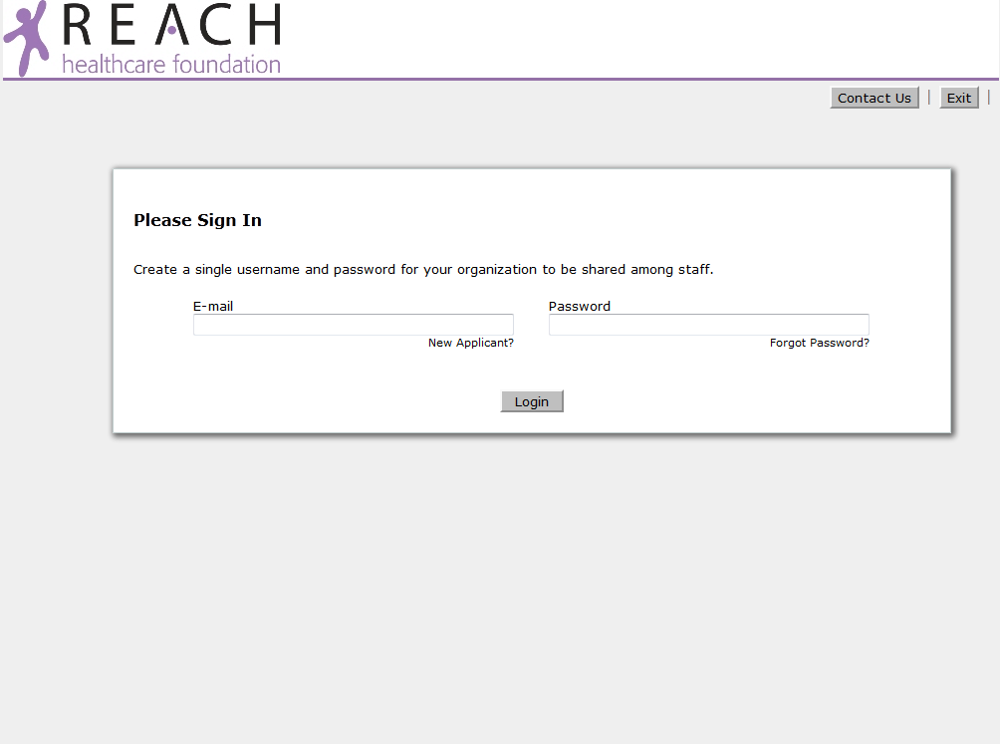 REACH
healthcare foundation
Contact Us | Exit |
Please Sign In
Create a single username and password for your organization to be shared among staff.
E-mail Password
New Applicant? Forgot Password?
Login